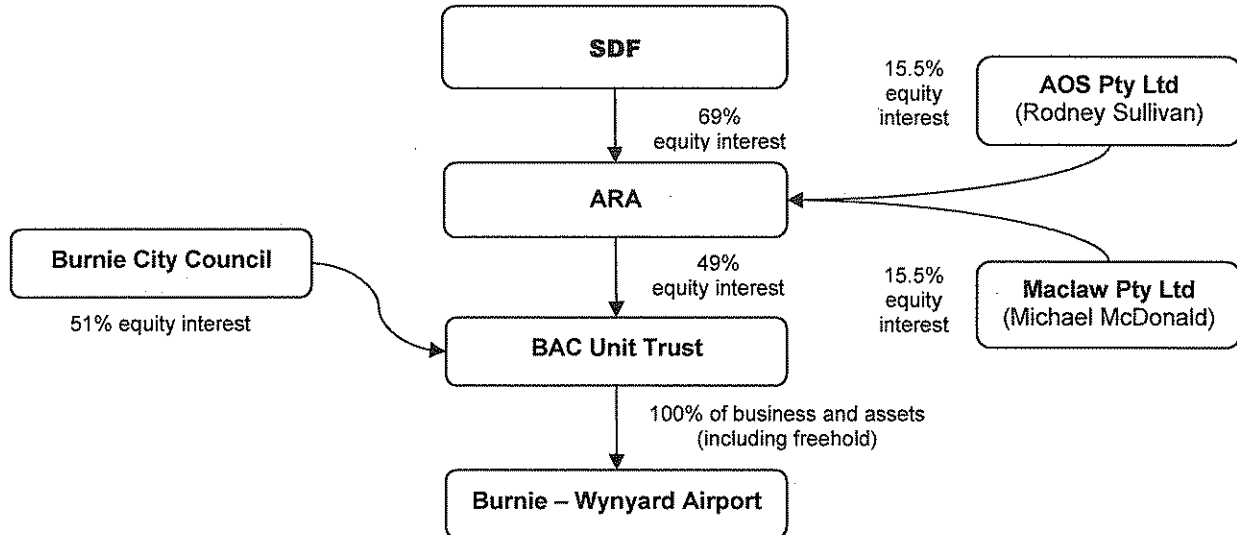 SDF
15.5%
equity
interest
AOS Pty Ltd
(Rodney Sullivan)
69%
equity interest
ARA
Burnie City Council
51% equity interest
49%
equity interest
15.5%
equity
interest
Maclaw Pty Ltd
(Michael McDonald)
BAC Unit Trust
100% of business and assets
(including freehold)
Burnie – Wynyard Airport